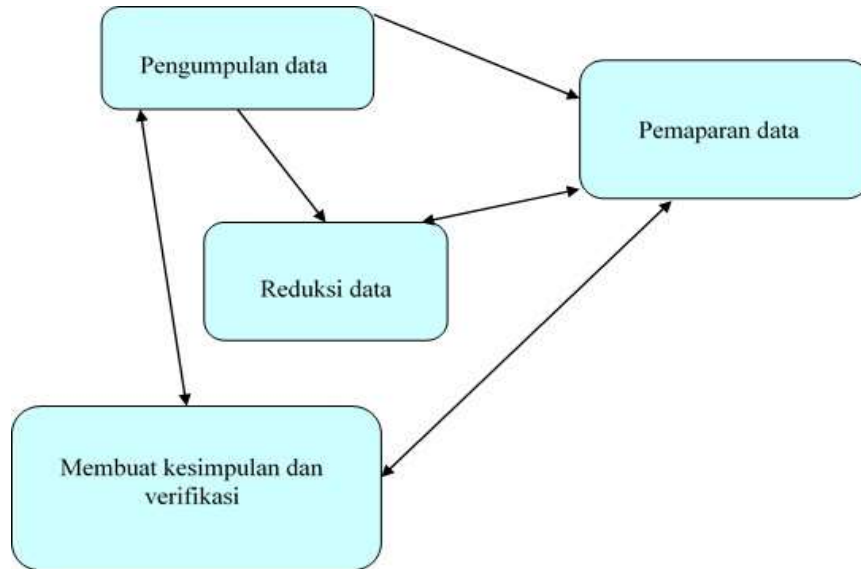 Pengumpulan data
Pemaparan data
Reduksi data
Membuat kesimpulan dan
verifikasi